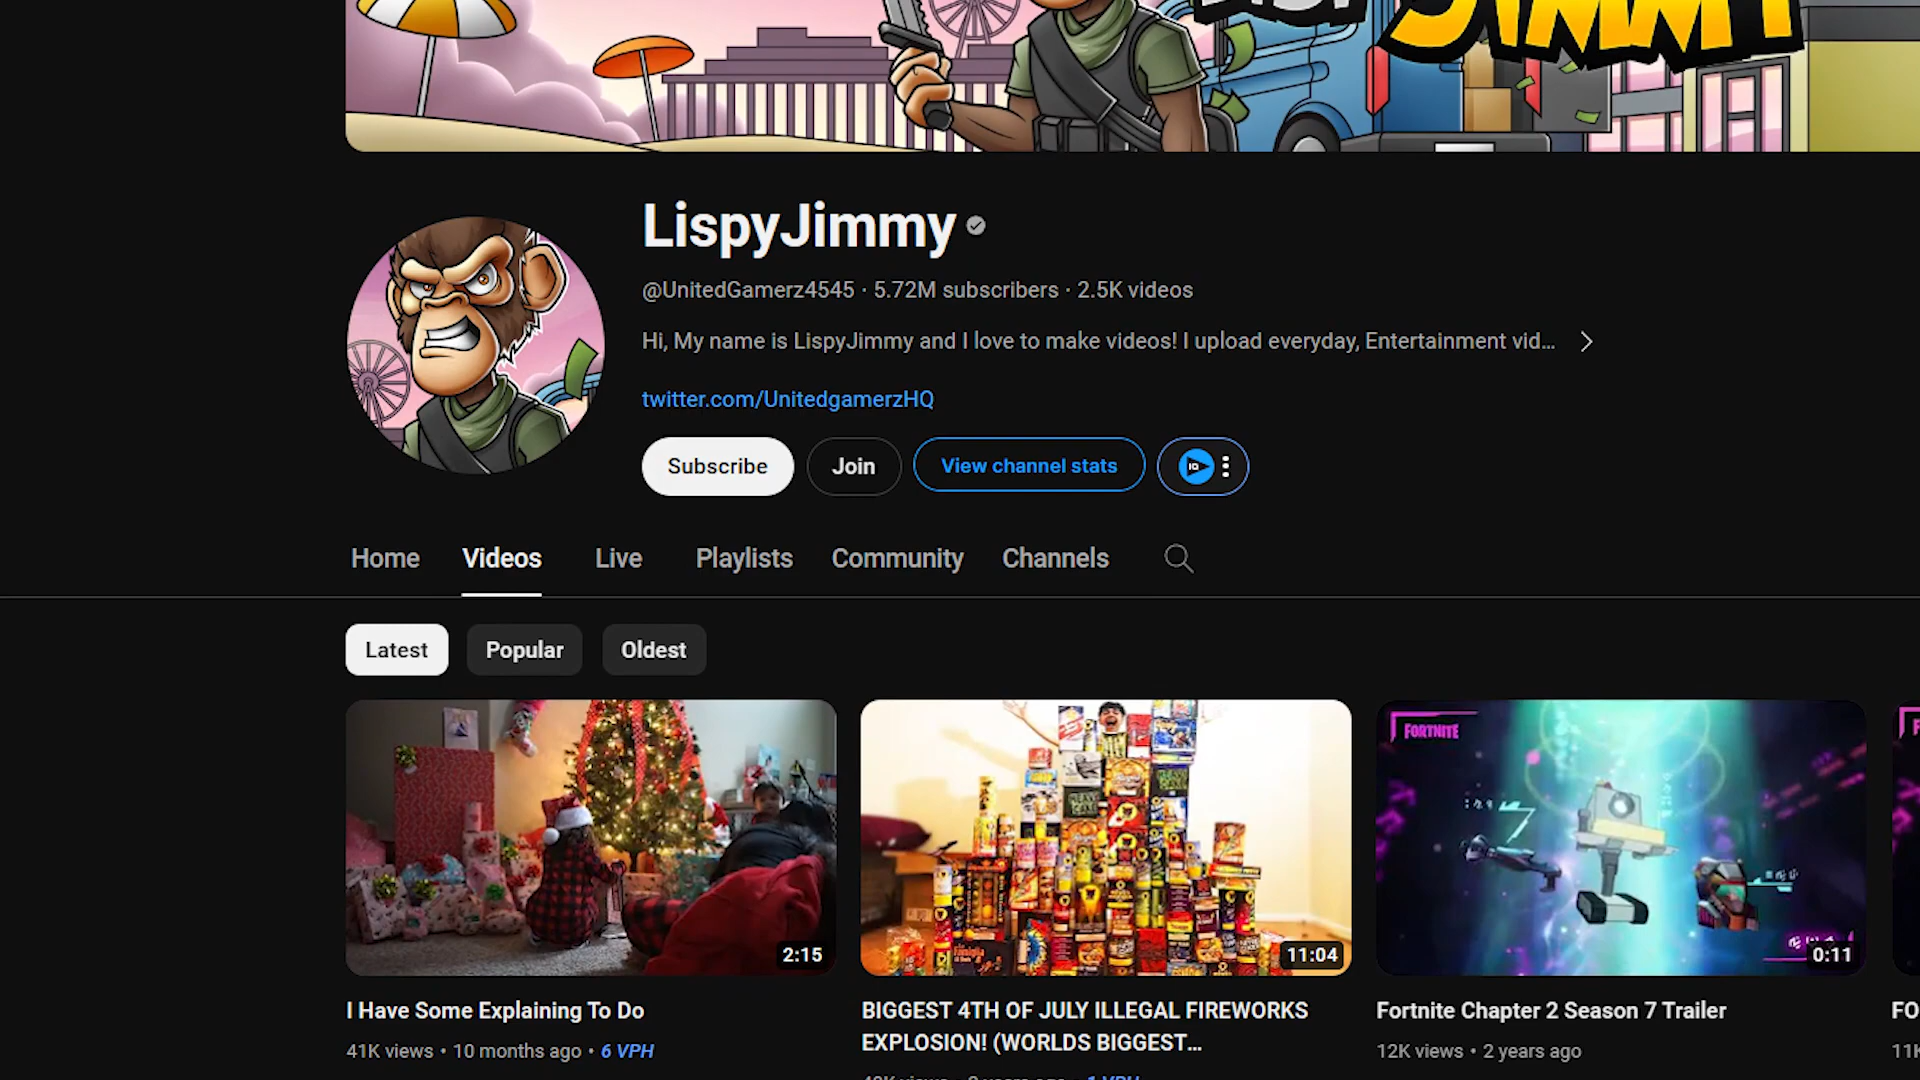 JIMMY
LispyJimmy
@UnitedGamerz4545 · 5.72M subscribers · 2.5K videos
Hi, My name is LispyJimmy and I love to make videos! I upload everyday, Entertainment vid...
twitter.com/UnitedgamerzHQ
Subscribe
Join
View channel stats
IQ
Home
Videos
Live
Playlists
Community
Channels
Latest
Popular
Oldest
2:15
11:04
FORTNITE
0:11
I Have Some Explaining To Do
41K views • 10 months ago • 6 VPH
BIGGEST 4TH OF JULY ILLEGAL FIREWORKS
EXPLOSION! (WORLDS BIGGEST...
Fortnite Chapter 2 Season 7 Trailer
12K views • 2 years ago
FO
11K